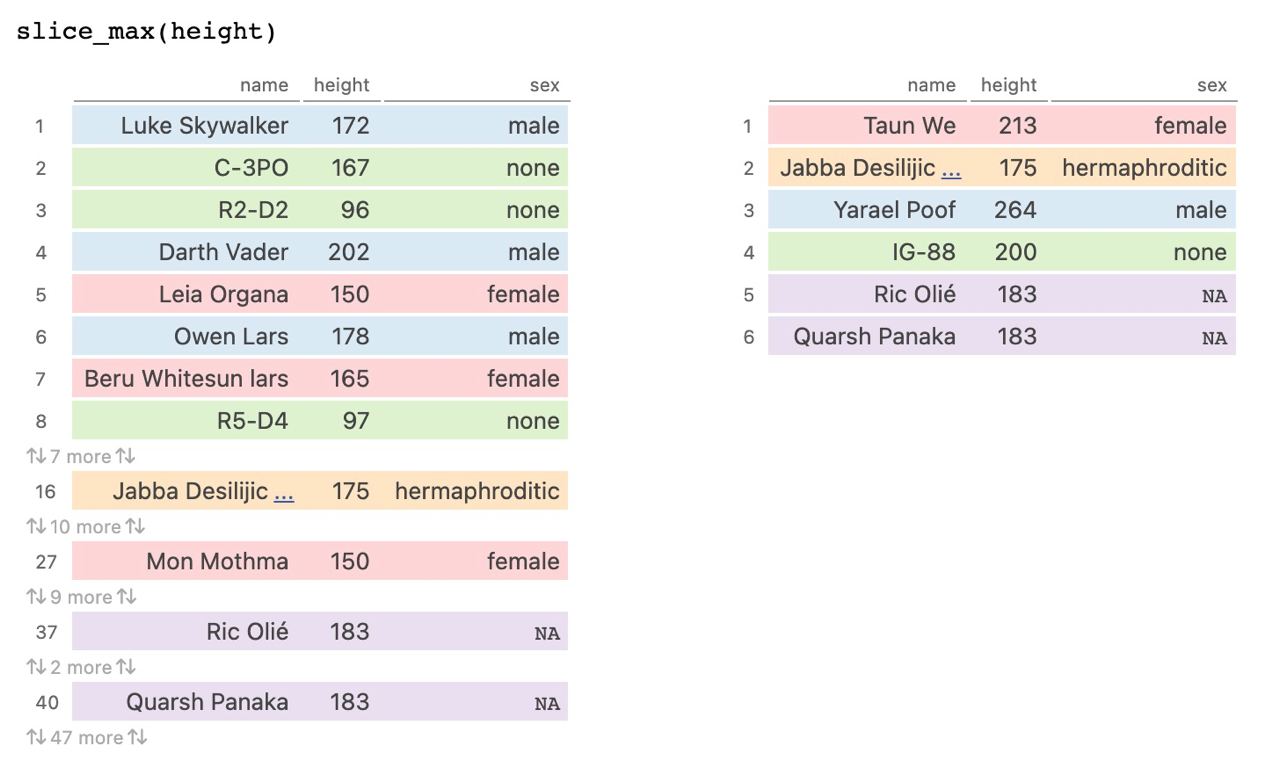 slice_max(height)
name height sex
1 Luke Skywalker 172 male
2 C-3PO 167 none
3 R2-D2 96 none
4 Darth Vader 202 male
5 Leia Organa 150 female
6 Owen Lars 178 male
7 Beru Whitesun lars 165 female
8 R5-D4 97 none
⇅ 7 more ⇅
16 Jabba Desilijic ... 175 hermaphroditic
⇅ 10 more ⇅
27 Mon Mothma 150 female
⇅ 9 more ⇅
37 Ric Olié 183 NA
⇅ 2 more ⇅
40 Quarsh Panaka 183 NA
⇅ 47 more ⇅
name height sex
1 Taun We 213 female
2 Jabba Desilijic ... 175 hermaphroditic
3 Yarael Poof 264 male
4 IG-88 200 none
5 Ric Olié 183 NA
6 Quarsh Panaka 183 NA